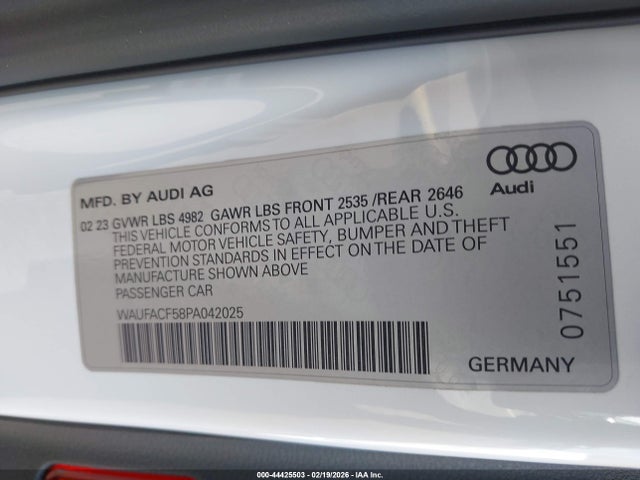 MFD. BY AUDI AG
Audi
02 23 GVWR LBS 4982 GAWR LBS FRONT 2535 /REAR 2646
THIS VEHICLE CONFORMS TO ALL APPLICABLE U.S.
FEDERAL MOTOR VEHICLE SAFETY, BUMPER AND THEFT
PREVENTION STANDARDS IN EFFECT ON THE DATE OF
MANUFACTURE SHOWN ABOVE
PASSENGER CAR
WAUFACF58PA042025
GERMANY
0751551
000-44425503 - 02/19/2026 - IAA Inc.